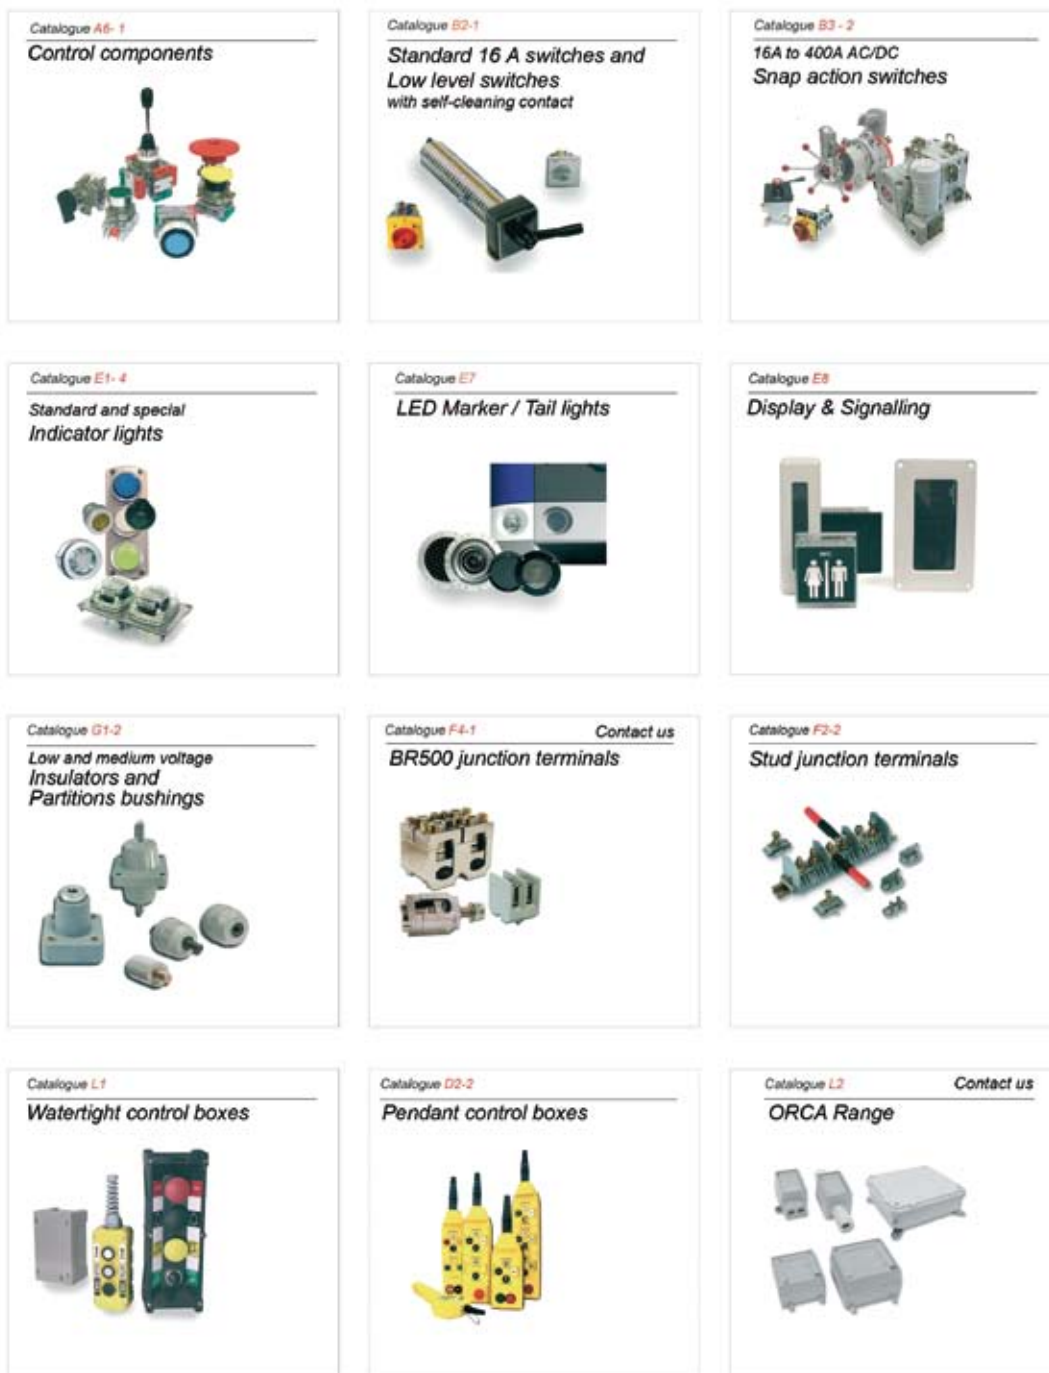 Catalogue A6- 1
Control components
Catalogue B2-1
Standard 16 A switches and
Low level switches
with self-cleaning contact
Catalogue B3 - 2
16A to 400A AC/DC
Snap action switches
Catalogue E1- 4
Standard and special
Indicator lights
Catalogue E7
LED Marker / Tail lights
Catalogue E8
Display & Signalling
Catalogue G1-2
Low and medium voltage
Insulators and
Partitions bushings
Catalogue F4-1 Contact us
BR500 junction terminals
Catalogue F2-2
Stud junction terminals
Catalogue L1
Watertight control boxes
Catalogue D2-2
Pendant control boxes
Catalogue L2 Contact us
ORCA Range